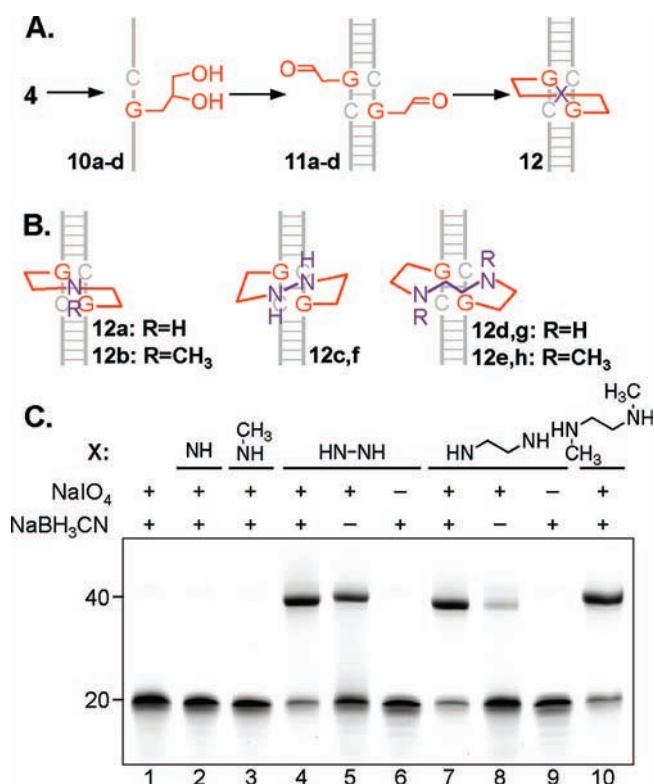 A.
4
C
G
OH
OH
10a-d
O
G
C
C
G
O
11a-d
G
C
X
C
G
12
B.
G
C
N
C
R
G
12a: R=H
12b: R=CH₃
H
G
C
N
N
C
G
H
12c,f
R
G
C
N
N
C
G
R
12d,g: R=H
12e,h: R=CH₃
C.
X:
NH
CH₃
NH
HN-NH
HN
NH
H₃C
NH
HN
CH₃
NaIO₄ + + + + + − + + − +
NaBH₃CN + + + + − + + − + +
40
20
1 2 3 4 5 6 7 8 9 10